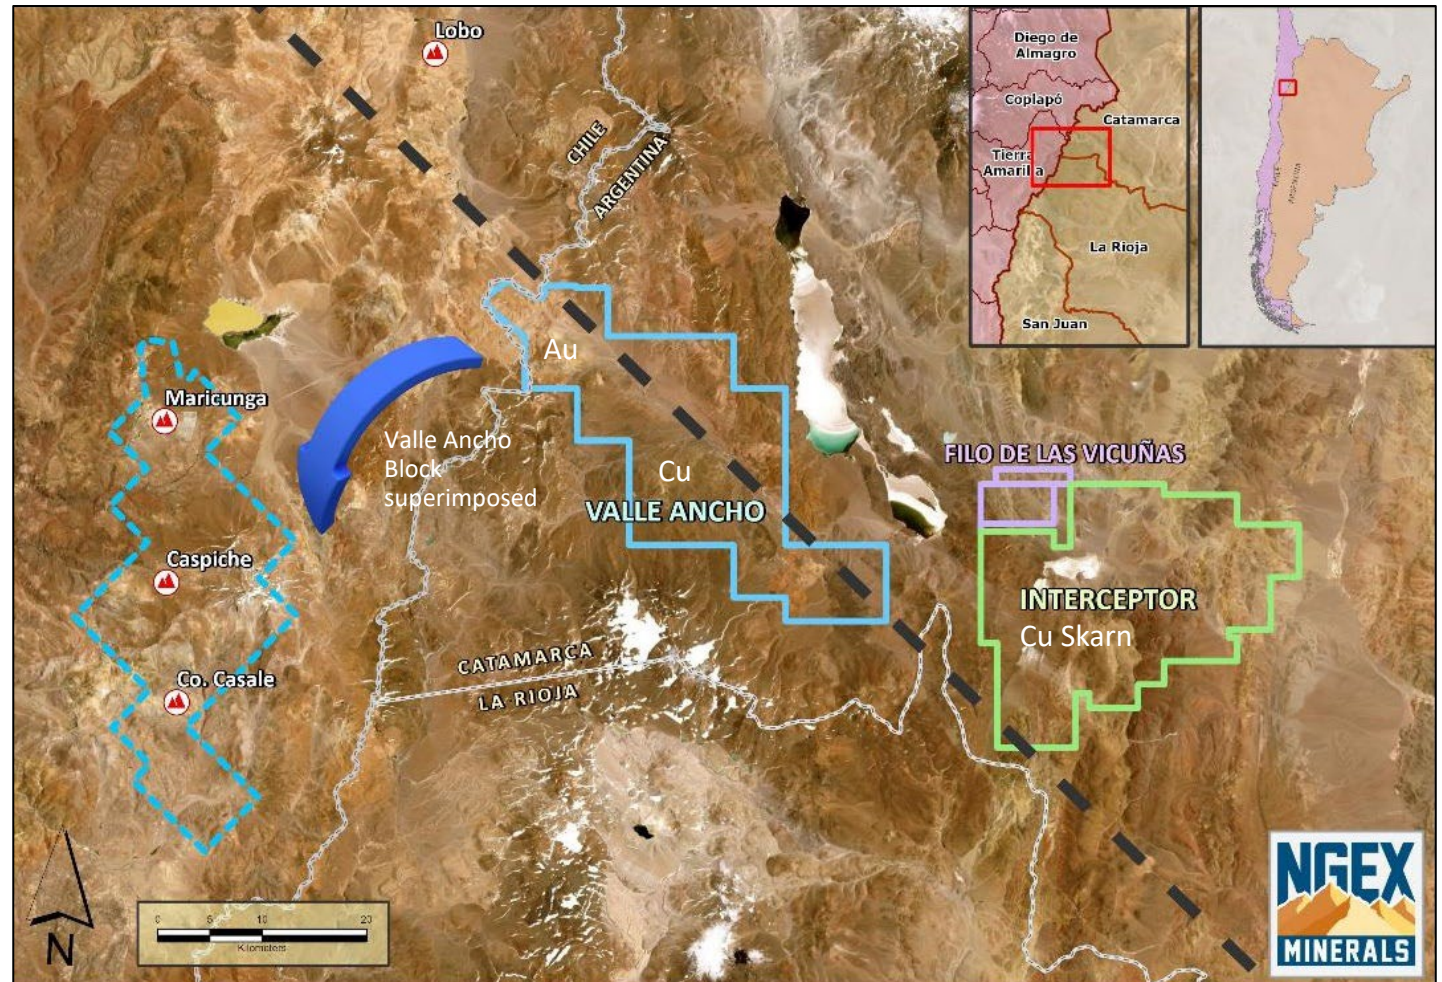 Lobo
CHILE
ARGENTINA
Diego de
Almagro
Copiapó
Catamarca
Tierra
Amarilla
La Rioja
San Juan
ARGENTINA
Au
Maricunga
Valle Ancho
Block
superimposed
Cu
VALLE ANCHO
FILO DE LAS VICUÑAS
Caspiche
INTERCEPTOR
Cu Skarn
CATAMARCA
LA RIOJA
Co. Casale
N
0 5 10 20
Kilometers
NGEX
MINERALS